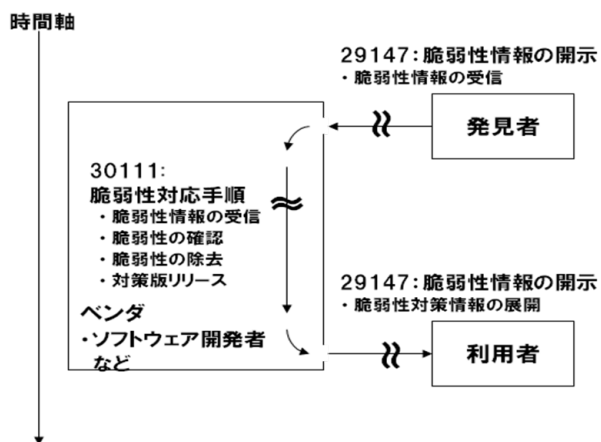 時間軸
29147:脆弱性情報の開示
・脆弱性情報の受信
発見者
30111:
脆弱性対応手順
・脆弱性情報の受信
・脆弱性の確認
・脆弱性の除去
・対策版リリース
ベンダ
・ソフトウェア開発者
など
29147:脆弱性情報の開示
・脆弱性対策情報の展開
利用者